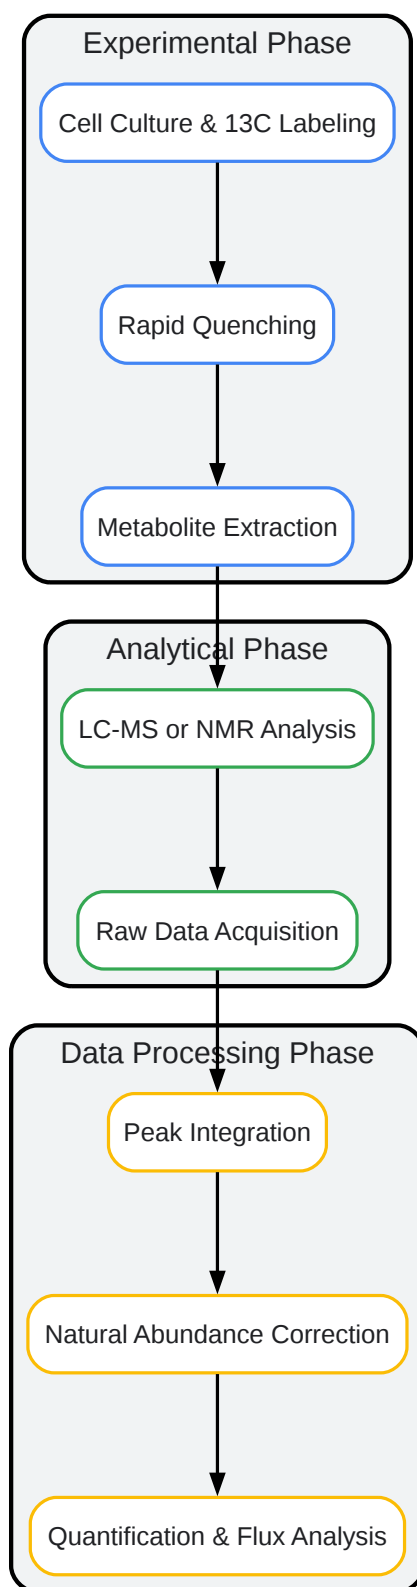 Experimental Phase
Cell Culture & 13C Labeling
Rapid Quenching
Metabolite Extraction
Analytical Phase
LC-MS or NMR Analysis
Raw Data Acquisition
Data Processing Phase
Peak Integration
Natural Abundance Correction
Quantification & Flux Analysis